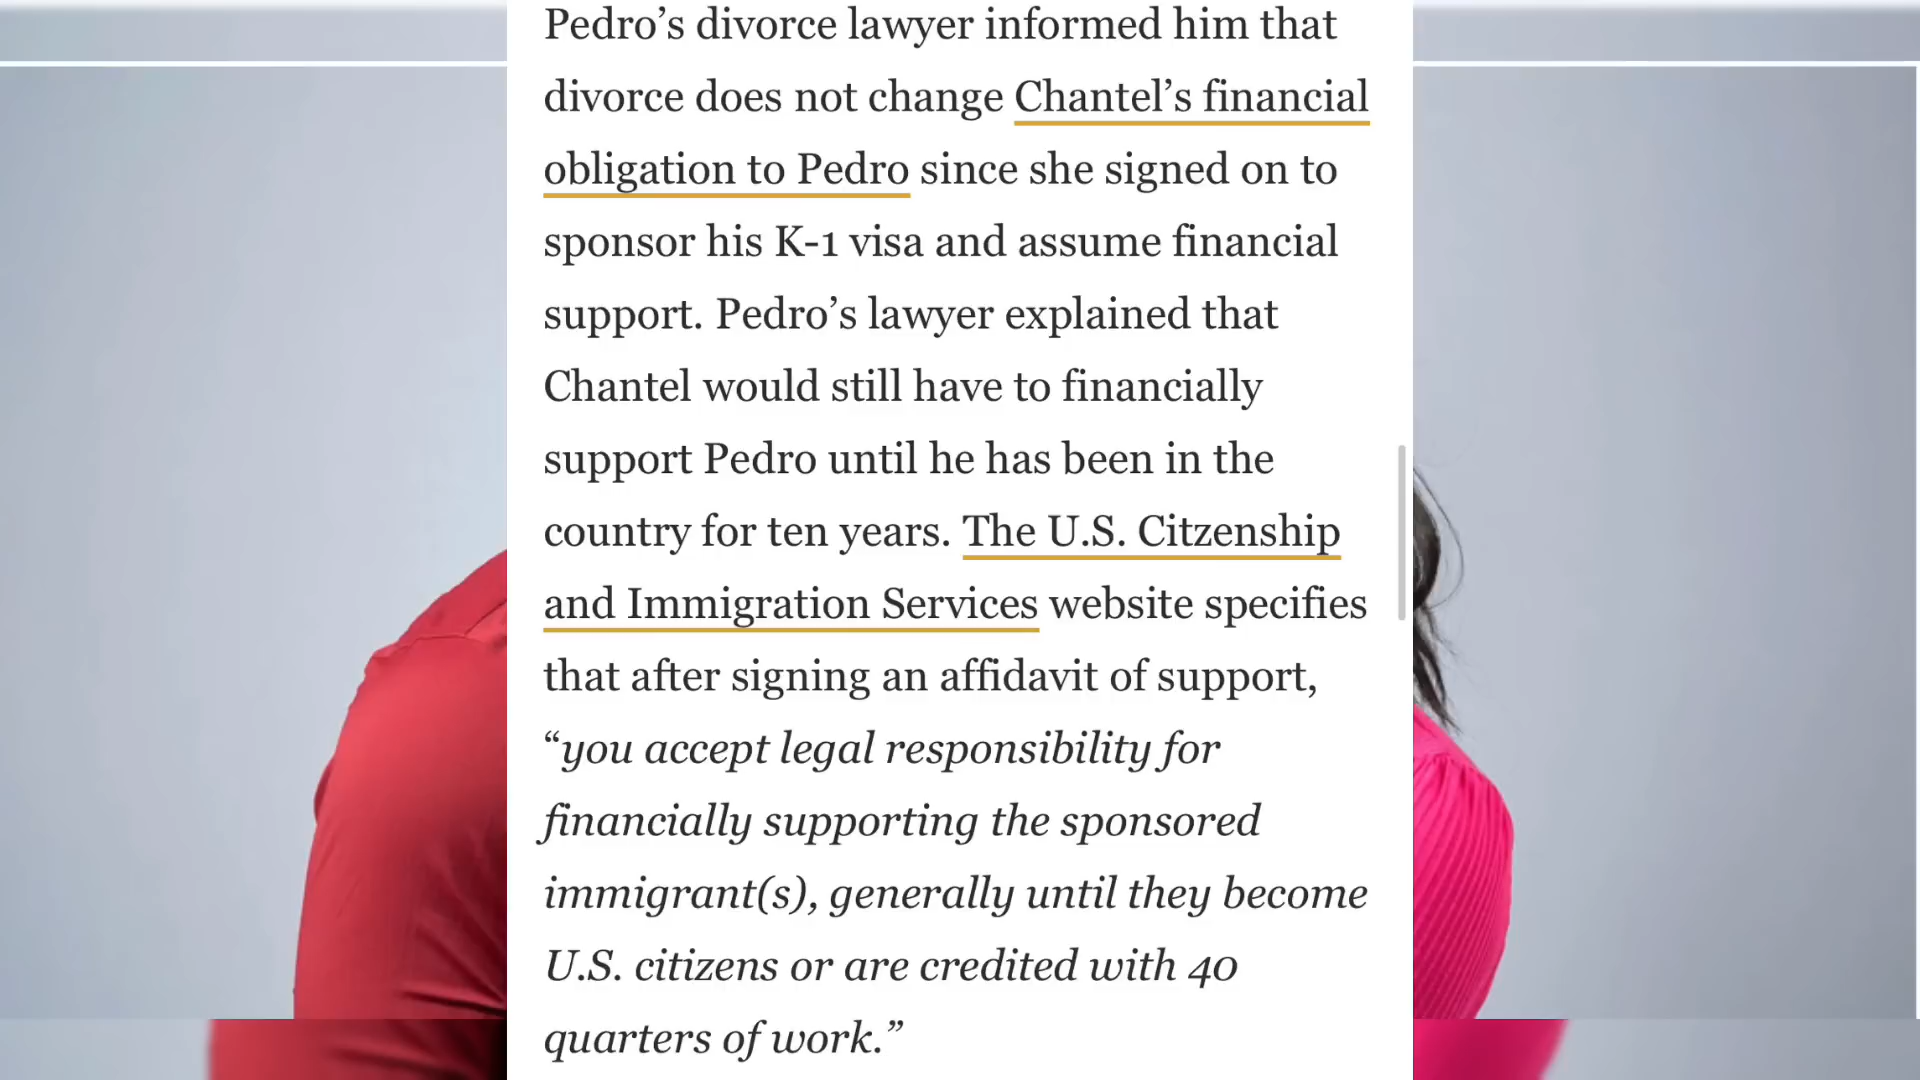 Pedro’s divorce lawyer informed him that
divorce does not change Chantel’s financial
obligation to Pedro since she signed on to
sponsor his K-1 visa and assume financial
support. Pedro’s lawyer explained that
Chantel would still have to financially
support Pedro until he has been in the
country for ten years. The U.S. Citzenship
and Immigration Services website specifies
that after signing an affidavit of support,
“you accept legal responsibility for
financially supporting the sponsored
immigrant(s), generally until they become
U.S. citizens or are credited with 40
quarters of work.”